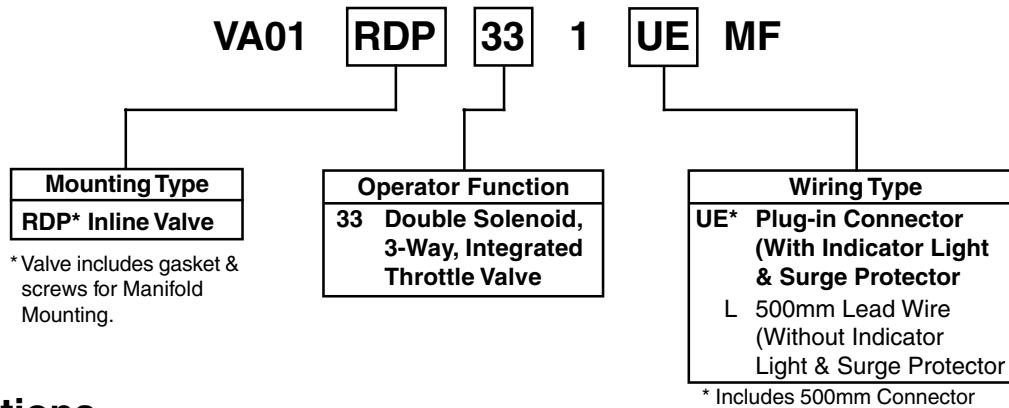 VA01 RDP 33 1 UE MF
Mounting Type
RDP* Inline Valve
* Valve includes gasket &
screws for Manifold
Mounting.
Operator Function
33 Double Solenoid,
3-Way, Integrated
Throttle Valve
Wiring Type
UE* Plug-in Connector
(With Indicator Light
& Surge Protector
L 500mm Lead Wire
(Without Indicator
Light & Surge Protector
* Includes 500mm Connector